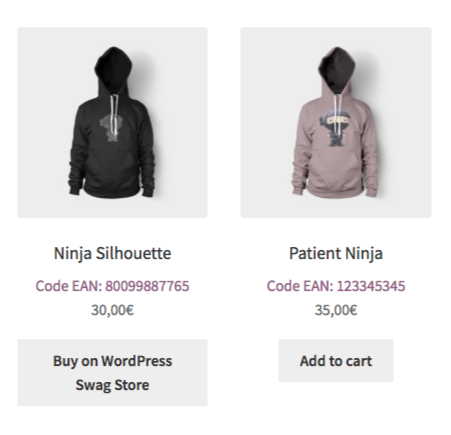 Ninja Silhouette
Code EAN: 80099887765
30,00€
Buy on WordPress
Swag Store
Patient Ninja
Code EAN: 123345345
35,00€
Add to cart